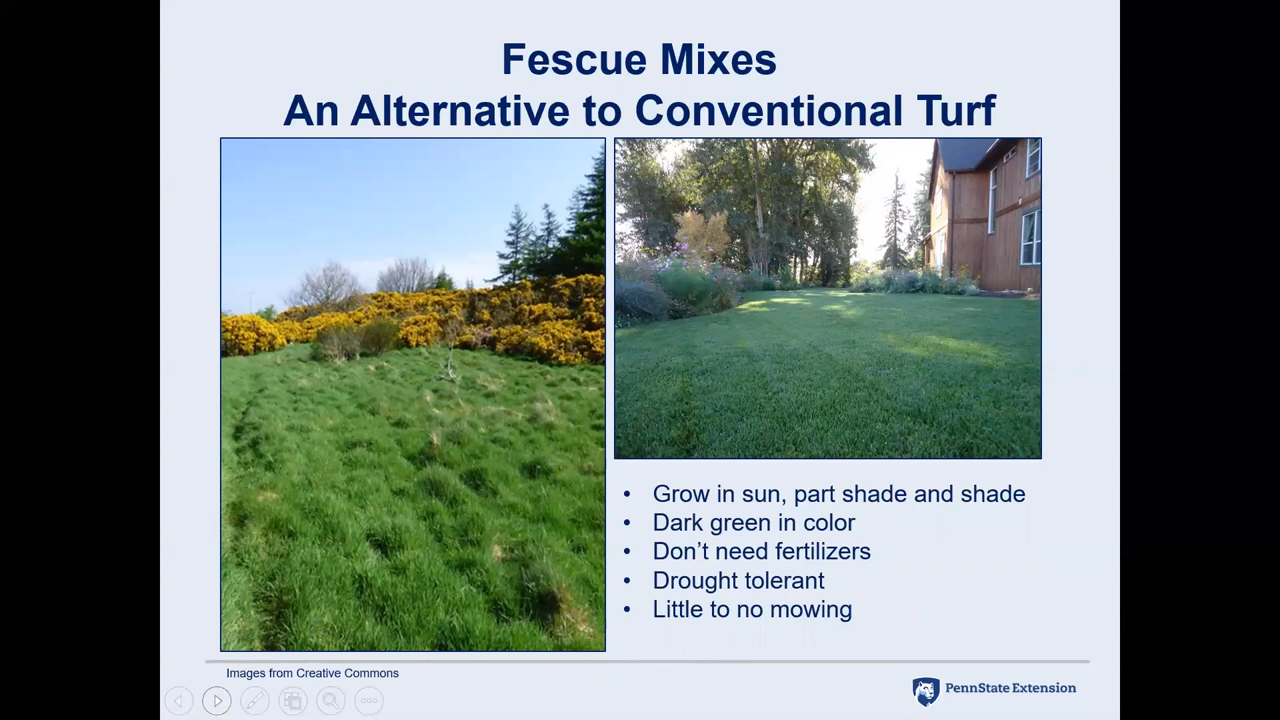 Fescue Mixes
An Alternative to Conventional Turf
• Grow in sun, part shade and shade
• Dark green in color
• Don’t need fertilizers
• Drought tolerant
• Little to no mowing
Images from Creative Commons
PennState Extension